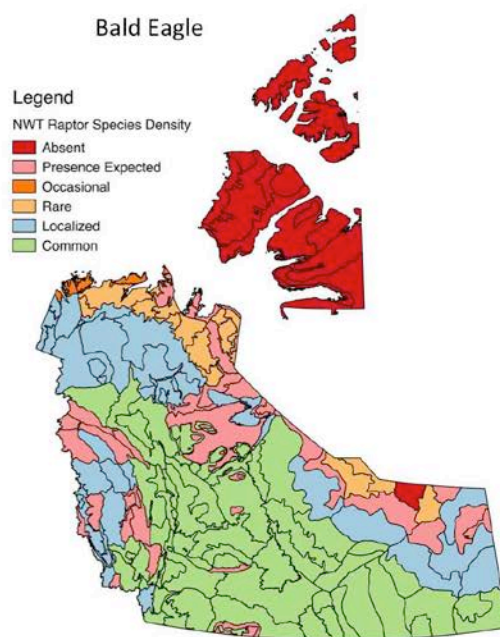 Bald Eagle
Legend
NWT Raptor Species Density
Absent
Presence Expected
Occasional
Rare
Localized
Common